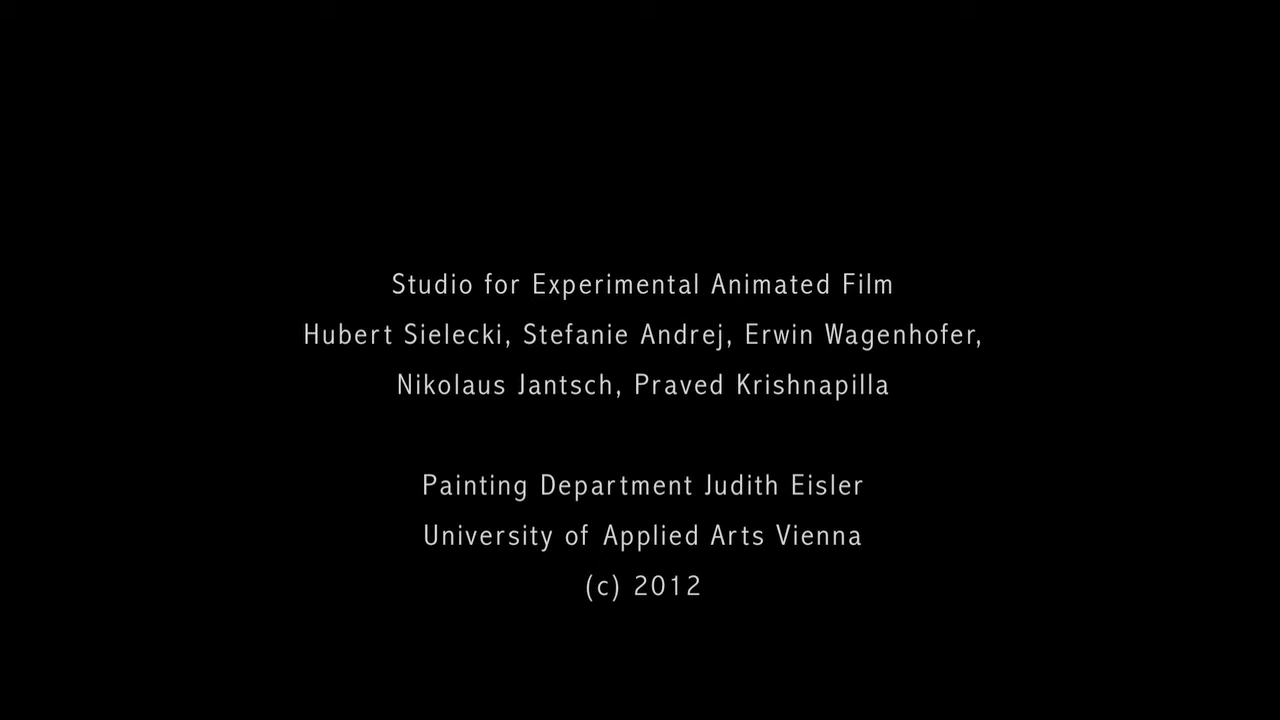 Studio for Experimental Animated Film
Hubert Sielecki, Stefanie Andrej, Erwin Wagenhofer,
Nikolaus Jantsch, Praved Krishnapilla
Painting Department Judith Eisler
University of Applied Arts Vienna
(c) 2012